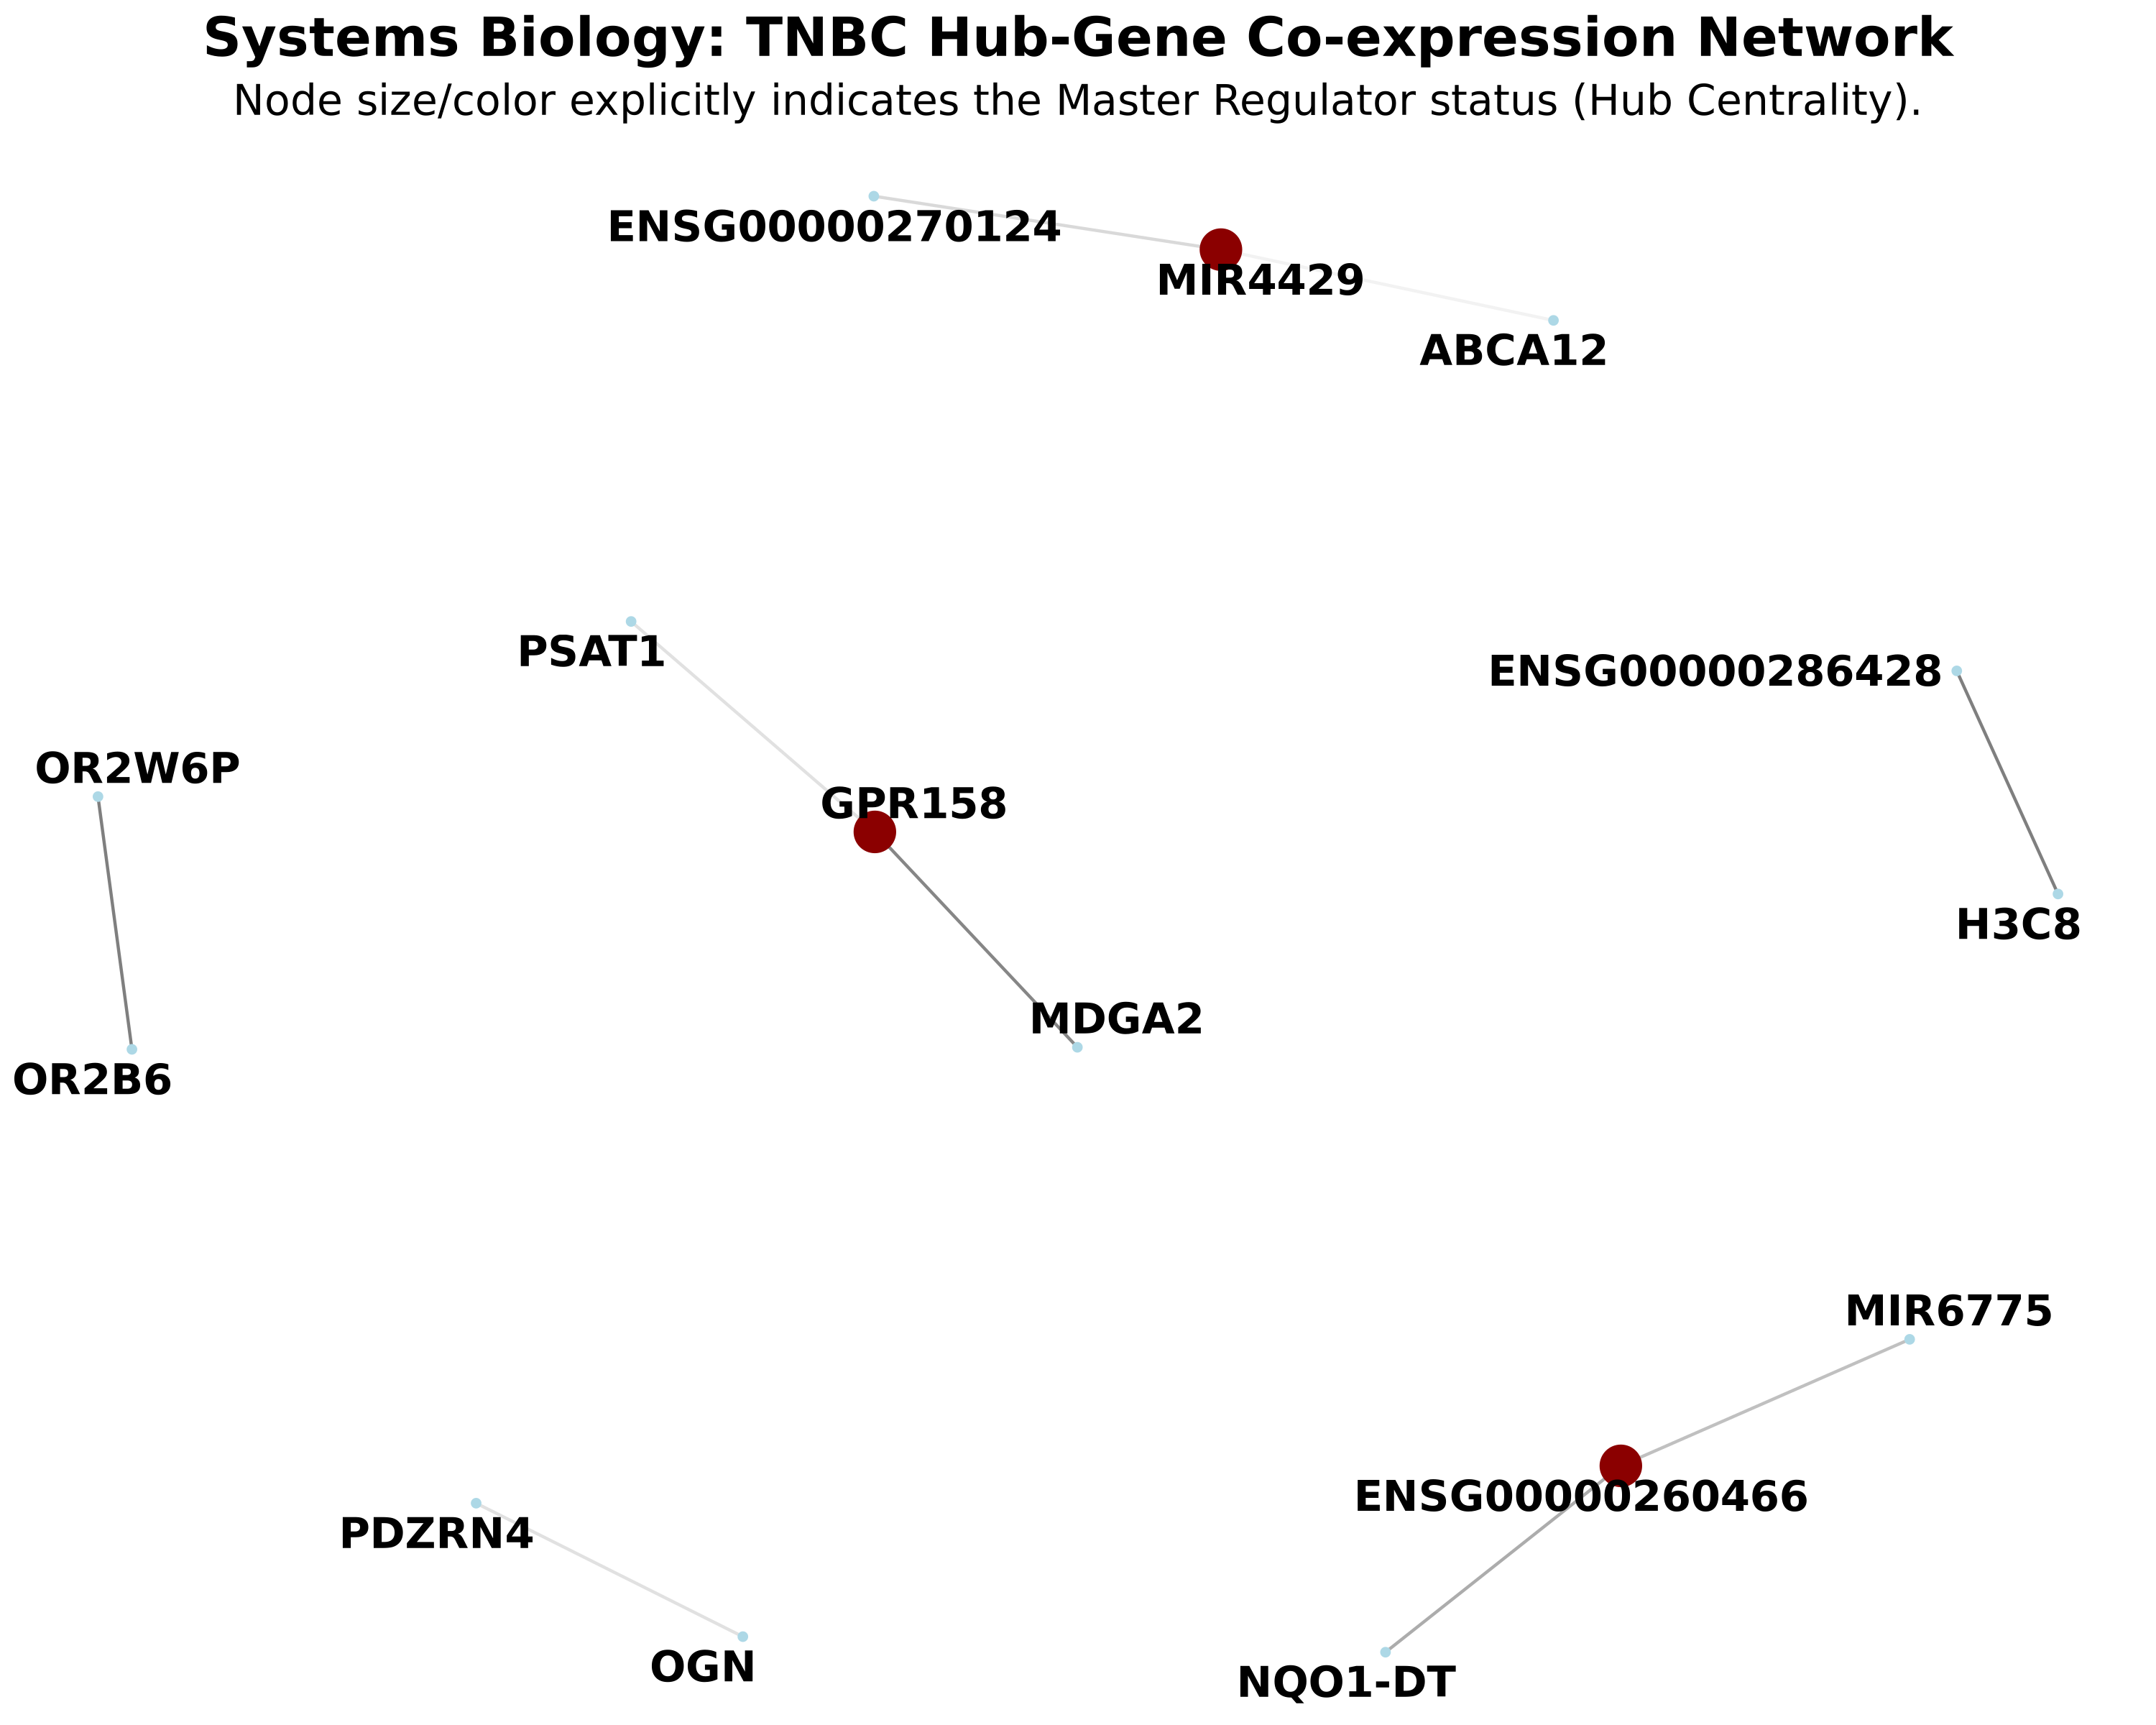 Systems Biology: TNBC Hub-Gene Co-expression Network
Node size/color explicitly indicates the Master Regulator status (Hub Centrality).
ENSG00000270124
MIR4429
ABCA12
PSAT1
ENSG00000286428
OR2W6P
GPR158
H3C8
MDGA2
OR2B6
MIR6775
ENSG00000260466
PDZRN4
OGN
NQO1-DT